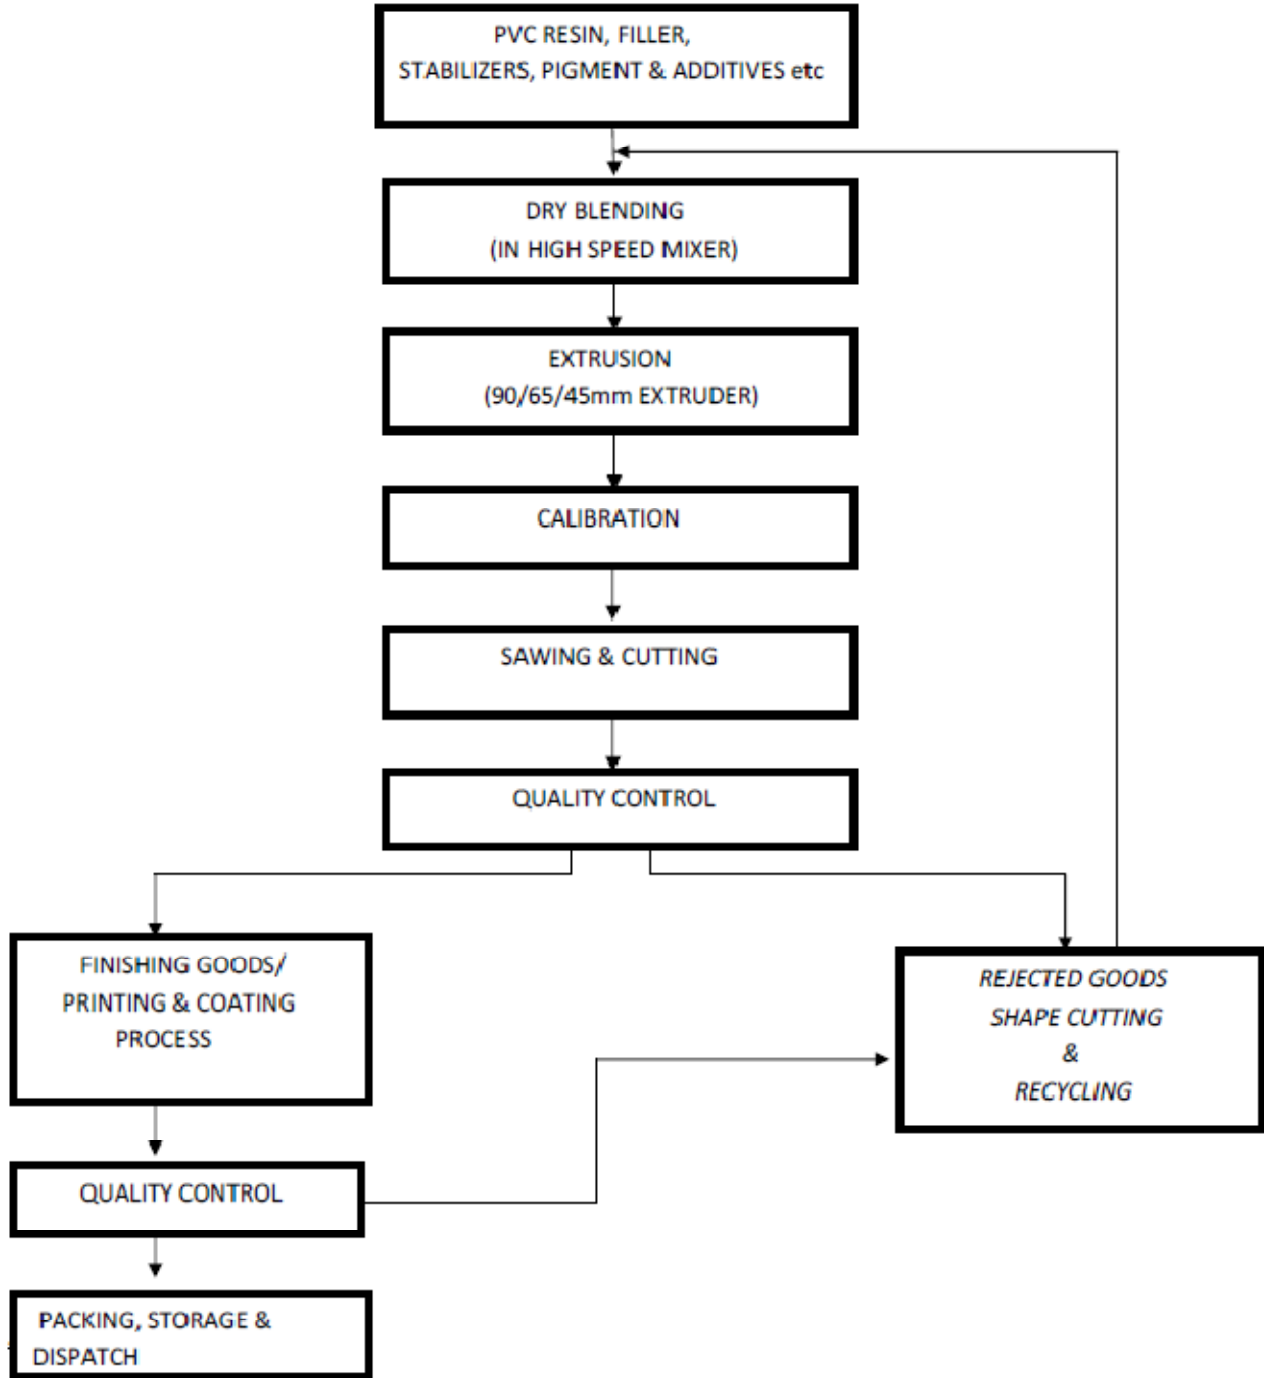 PVC RESIN, FILLER,
STABILIZERS, PIGMENT & ADDITIVES etc
DRY BLENDING
(IN HIGH SPEED MIXER)
EXTRUSION
(90/65/45mm EXTRUDER)
CALIBRATION
SAWING & CUTTING
QUALITY CONTROL
FINISHING GOODS/
PRINTING & COATING
PROCESS
REJECTED GOODS
SHAPE CUTTING
&
RECYCLING
QUALITY CONTROL
PACKING, STORAGE &
DISPATCH